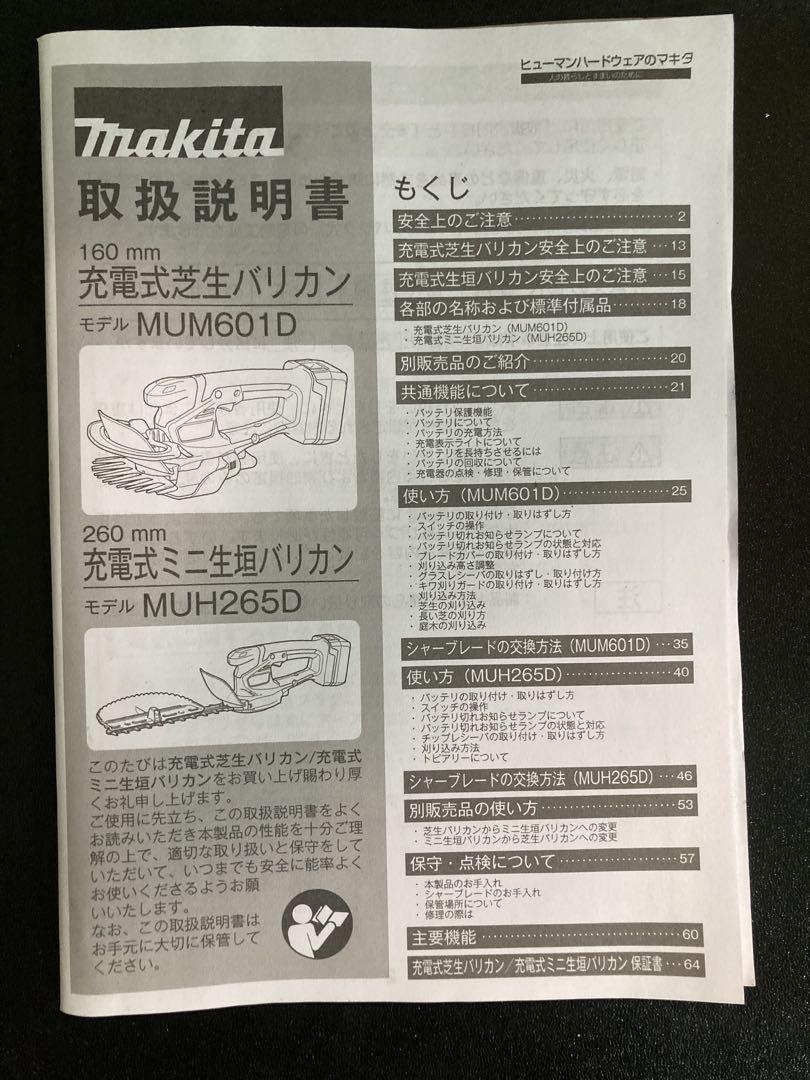 makita
取扱説明書
160 mm
充電式芝生バリカン
モデル MUM601D
260 mm
充電式ミニ生垣バリカン
モデル MUH265D
このたびは充電式芝生バリカン/充電式
ミニ生垣バリカンをお買い上げ賜わり厚
くお礼申し上げます。
ご使用に先立ち、この取扱説明書をよく
お読みいただき本製品の性能を十分ご理
解の上で、適切な取り扱いと保守をして
いただいて、いつまでも安全に能率よく
お使いくださるようお願
いいたします。
なお、この取扱説明書は
お手元に大切に保管して
ください。
ヒューマンハードウェアのマキタ
人の暮らしとすまいのために
もくじ
安全上のご注意 2
充電式芝生バリカン安全上のご注意 13
充電式生垣バリカン安全上のご注意 15
各部の名称および標準付属品 18
・充電式芝生バリカン（MUM601D）
・充電式ミニ生垣バリカン（MUH265D）
別販売品のご紹介 20
共通機能について 21
・バッテリ保護機能
・バッテリについて
・バッテリの充電方法
・充電表示ライトについて
・バッテリを長持ちさせるには
・バッテリの回収について
・充電器の点検・修理・保管について
使い方（MUM601D） 25
・バッテリの取り付け・取りはずし方
・スイッチの操作
・バッテリ切れお知らせランプについて
・バッテリ切れお知らせランプの状態と対応
・ブレードカバーの取り付け・取りはずし方
・刈り込み高さ調整
・グラスレシーバの取りはずし・取り付け方
・キワ刈りガードの取り付け・取りはずし方
・刈り込み方法
・芝生の刈り込み
・長い芝の刈り方
・庭木の刈り込み
シャーブレードの交換方法（MUM601D） 35
使い方（MUH265D） 40
・バッテリの取り付け・取りはずし方
・スイッチの操作
・バッテリ切れお知らせランプについて
・バッテリ切れお知らせランプの状態と対応
・チップレシーバの取り付け・取りはずし方
・刈り込み方法
・トピアリーについて
シャーブレードの交換方法（MUH265D） 46
別販売品の使い方 53
・芝生バリカンからミニ生垣バリカンへの変更
・ミニ生垣バリカンから芝生バリカンへの変更
保守・点検について 57
・本製品のお手入れ
・シャーブレードのお手入れ
・保管場所について
・修理の際は
主要機能 60
充電式芝生バリカン/充電式ミニ生垣バリカン 保証書 64